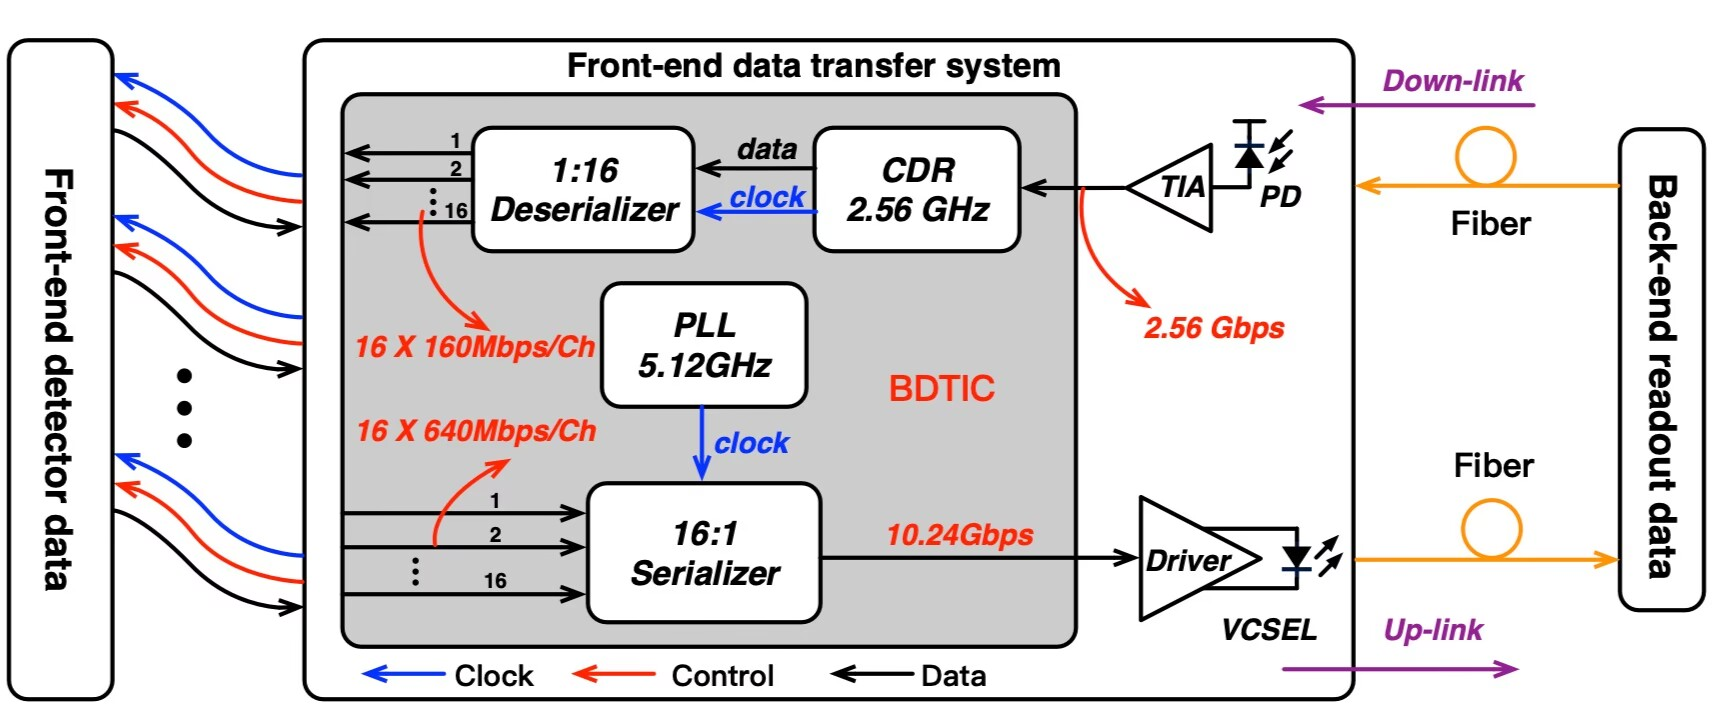 Front-end data transfer system
Down-link
1
2
16
1:16
Deserializer
data
clock
CDR
2.56 GHz
TIA
PD
Fiber
Front-end detector data
Back-end readout data
16 X 160Mbps/Ch
PLL
5.12GHz
2.56 Gbps
BDTIC
16 X 640Mbps/Ch
clock
Fiber
1
2
16
16:1
Serializer
10.24Gbps
Driver
VCSEL
Up-link
Clock
Control
Data